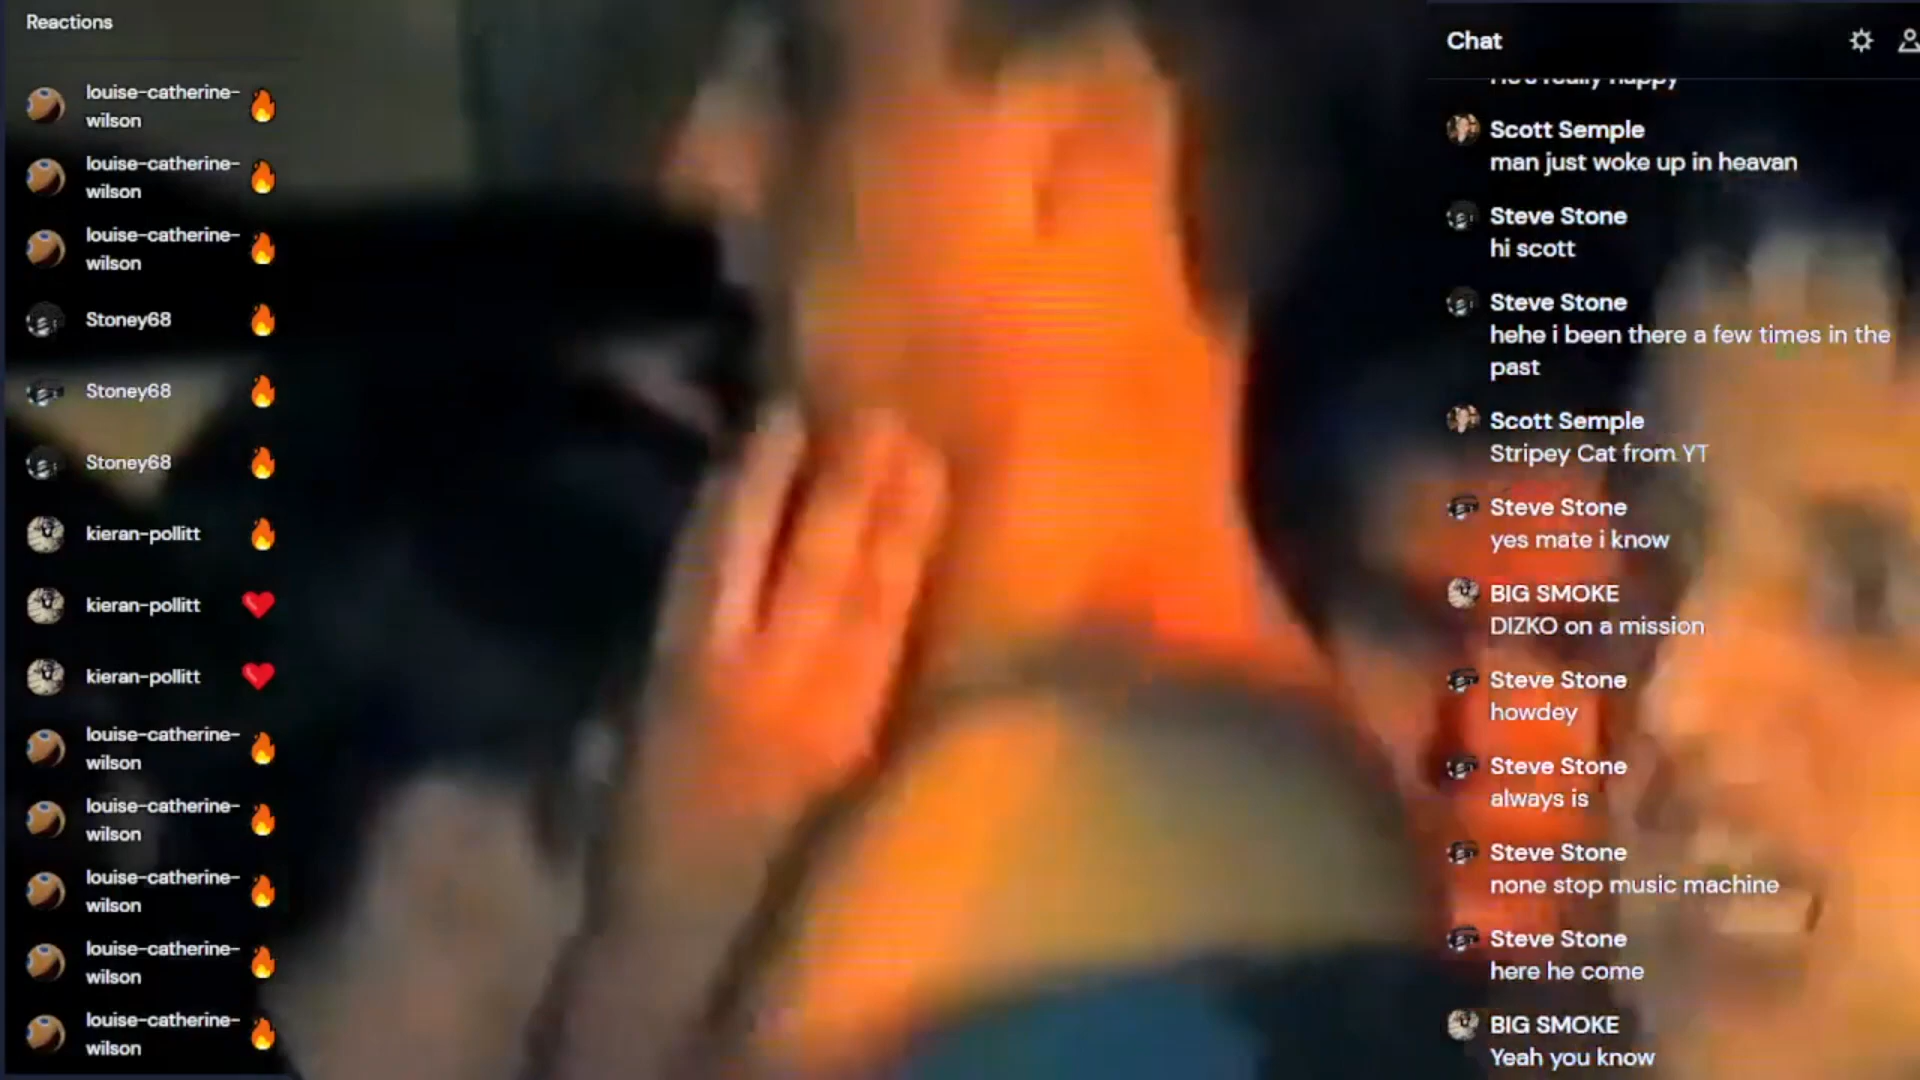 Reactions
louise-catherine-
wilson
louise-catherine-
wilson
louise-catherine-
wilson
Stoney68
Stoney68
Stoney68
kieran-pollitt
kieran-pollitt
kieran-pollitt
louise-catherine-
wilson
louise-catherine-
wilson
louise-catherine-
wilson
louise-catherine-
wilson
louise-catherine-
wilson
Chat
He's really happy
Scott Semple
man just woke up in heavan
Steve Stone
hi scott
Steve Stone
hehe i been there a few times in the
past
Scott Semple
Stripey Cat from YT
Steve Stone
yes mate i know
BIG SMOKE
DIZKO on a mission
Steve Stone
howdey
Steve Stone
always is
Steve Stone
none stop music machine
Steve Stone
here he come
BIG SMOKE
Yeah you know